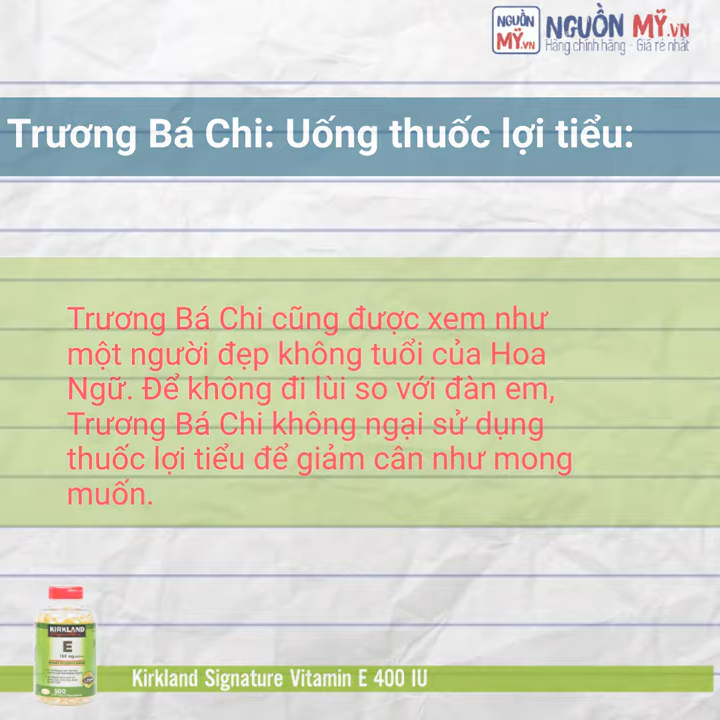 NGUỒN
MỸ.VN
NGUỒN MỸ.VN
Hàng chính hãng - Giá rẻ nhất
Trương Bá Chi: Uống thuốc lợi tiểu:
Trương Bá Chi cũng được xem như
một người đẹp không tuổi của Hoa
Ngữ. Để không đi lùi so với đàn em,
Trương Bá Chi không ngại sử dụng
thuốc lợi tiểu để giảm cân như mong
muốn.
KIRKLAND
E
500
Kirkland Signature Vitamin E 400 IU